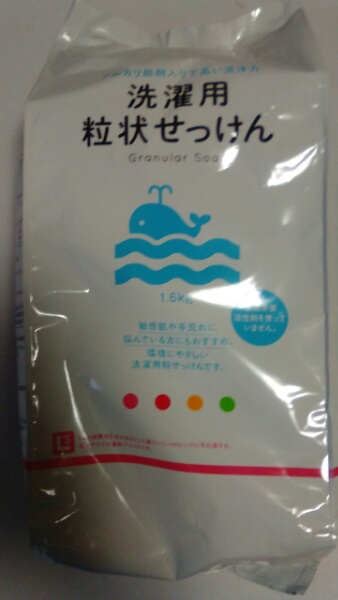 アルカリ助剤入りで高い洗浄力
洗濯用
粒状せっけん
Granular Soap
1.6kg
活性剤を使って
いません。
敏感肌や手荒れに
悩んでいる方にもおすすめ。
環境にやさしい
洗濯用粉せっけんです。